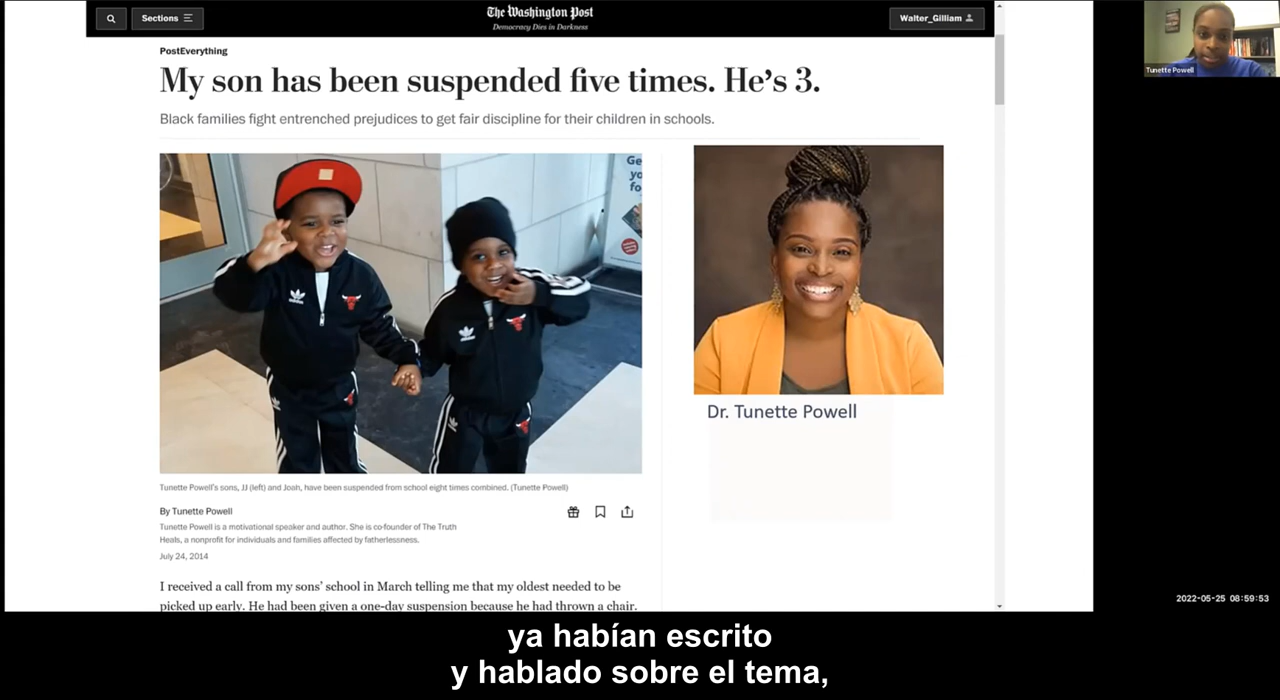 Sections
The Washington Post
Democracy Dies in Darkness
Walter_Gilliam
Tunette Powell
PostEverything
My son has been suspended five times. He’s 3.
Black families fight entrenched prejudices to get fair discipline for their children in schools.
Ge
yo
fo
Dr. Tunette Powell
Tunette Powell's sons, JJ (left) and Joah, have been suspended from school eight times combined. (Tunette Powell)
By Tunette Powell
Tunette Powell is a motivational speaker and author. She is co-founder of The Truth
Heals, a nonprofit for individuals and families affected by fatherlessness.
July 24, 2014
I received a call from my sons’ school in March telling me that my oldest needed to be
picked up early. He had been given a one-day suspension because he had thrown a chair.
2022-05-25 08:59:53
ya habían escrito
y hablado sobre el tema,